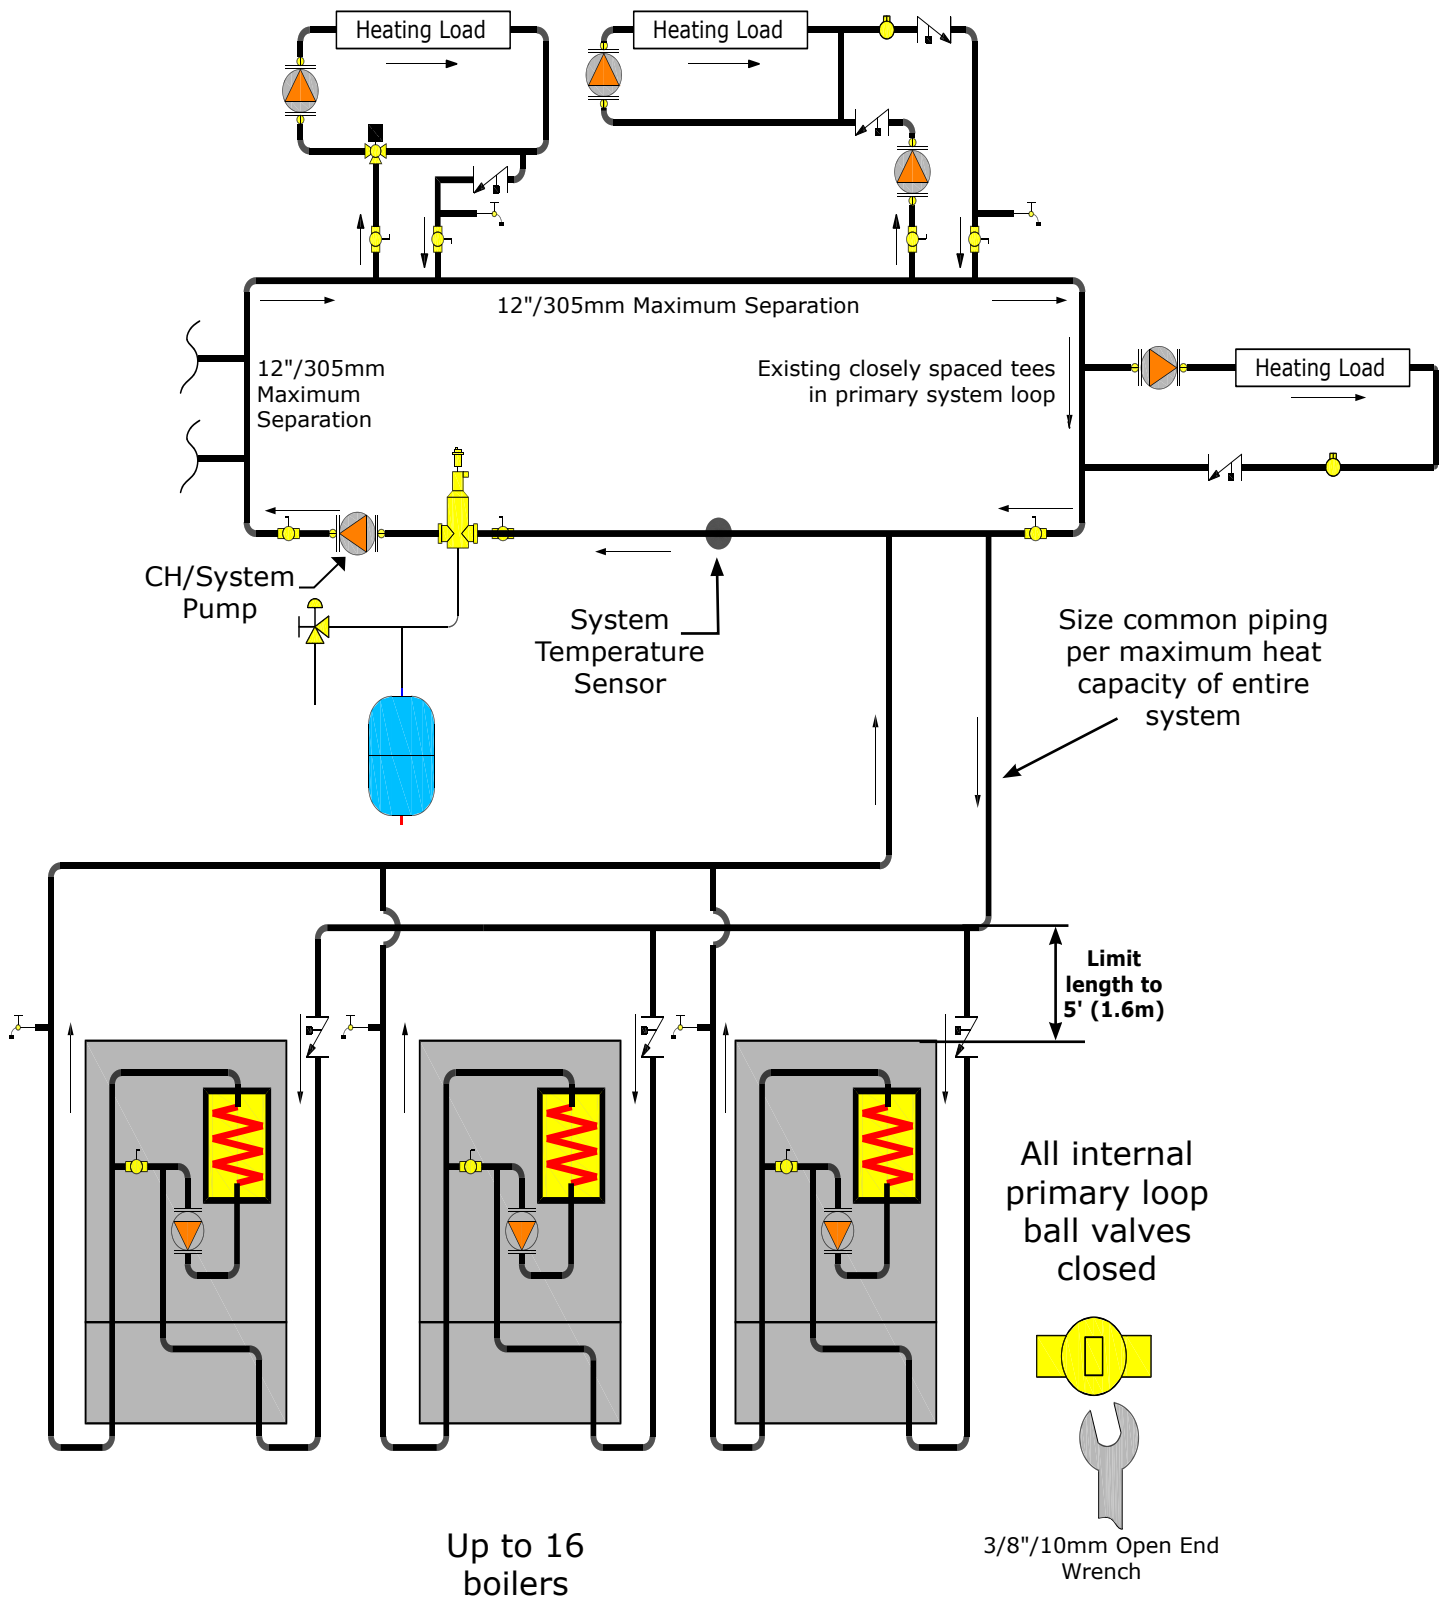 Heating Load
Heating Load
12"/305mm Maximum Separation
12"/305mm
Maximum
Separation
Existing closely spaced tees
in primary system loop
Heating Load
CH/System
Pump
System
Temperature
Sensor
Size common piping
per maximum heat
capacity of entire
system
Limit
length to
5' (1.6m)
All internal
primary loop
ball valves
closed
3/8"/10mm Open End
Wrench
Up to 16
boilers